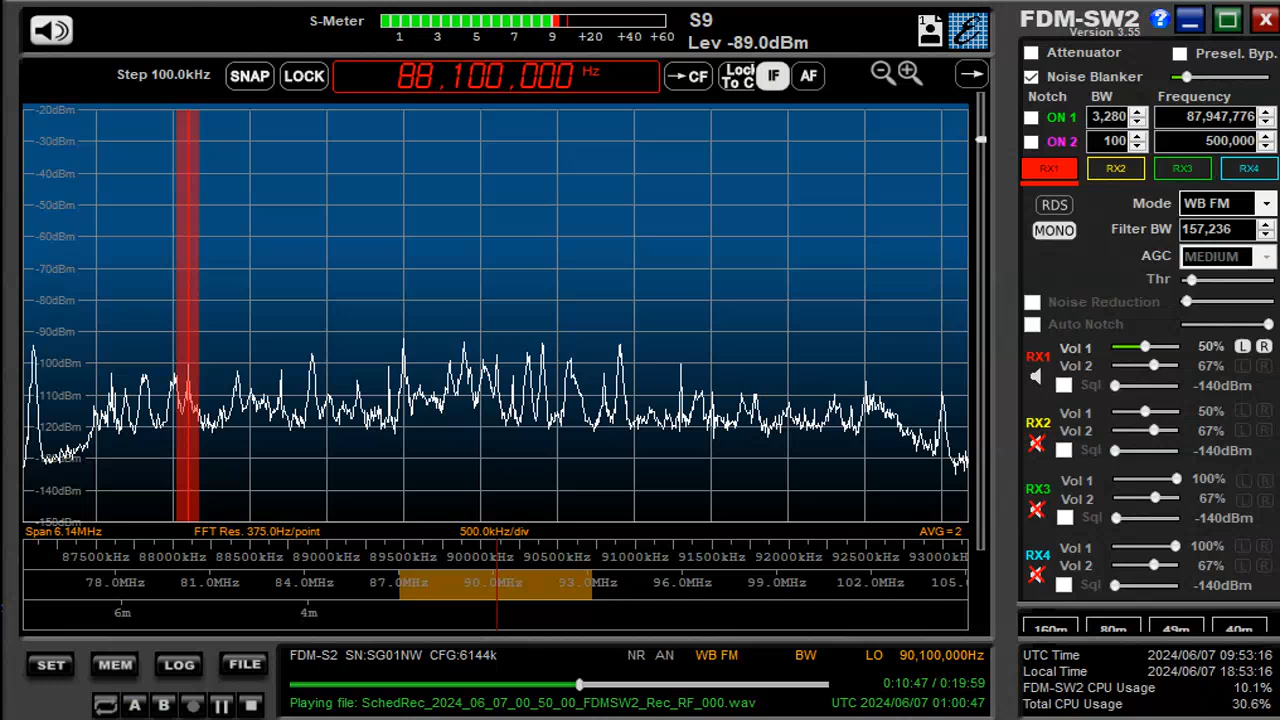 S-Meter
1 3 5 7 9 +20 +40 +60
S9
Lev -89.0dBm
1
FDM-SW2
Version 3.55
? X
Step 100.0kHz
SNAP
LOCK
88,100,000 Hz
→CF
Lock To C
IF
AF
→
Attenuator
Presel. Byp.
Noise Blanker
Notch BW Frequency
ON 1 3,280 87,947,776
ON 2 100 500,000
RX1 RX2 RX3 RX4
RDS
Mode WB FM
MONO
Filter BW 157,236
AGC MEDIUM
Thr
Noise Reduction
Auto Notch
RX1
Vol 1 50% L R
Vol 2 67% L R
Sql -140dBm
RX2
Vol 1 50% L R
Vol 2 67% L R
Sql -140dBm
RX3
Vol 1 100% L R
Vol 2 67% L R
Sql -140dBm
RX4
Vol 1 100% L R
Vol 2 67% L R
Sql -140dBm
160m 80m 49m 40m
-20dBm
-30dBm
-40dBm
-50dBm
-60dBm
-70dBm
-80dBm
-90dBm
-100dBm
-110dBm
-120dBm
-140dBm
-150dBm
Span 6.14MHz FFT Res. 375.0Hz/point 500.0kHz/div AVG = 2
87500kHz 88000kHz 88500kHz 89000kHz 89500kHz 90000kHz 90500kHz 91000kHz 91500kHz 92000kHz 92500kHz 93000kH
78.0MHz 81.0MHz 84.0MHz 87.0MHz 90.0MHz 93.0MHz 96.0MHz 99.0MHz 102.0MHz 105.
6m 4m
SET MEM LOG FILE
A B
FDM-S2 SN:SG01NW CFG:6144k NR AN WB FM BW LO 90,100,000Hz
0:10:47 / 0:19:59
Playing file: SchedRec_2024_06_07_00_50_00_FDMSW2_Rec_RF_000.wav UTC 2024/06/07 01:00:47
UTC Time 2024/06/07 09:53:16
Local Time 2024/06/07 18:53:16
FDM-SW2 CPU Usage 10.1%
Total CPU Usage 30.6%